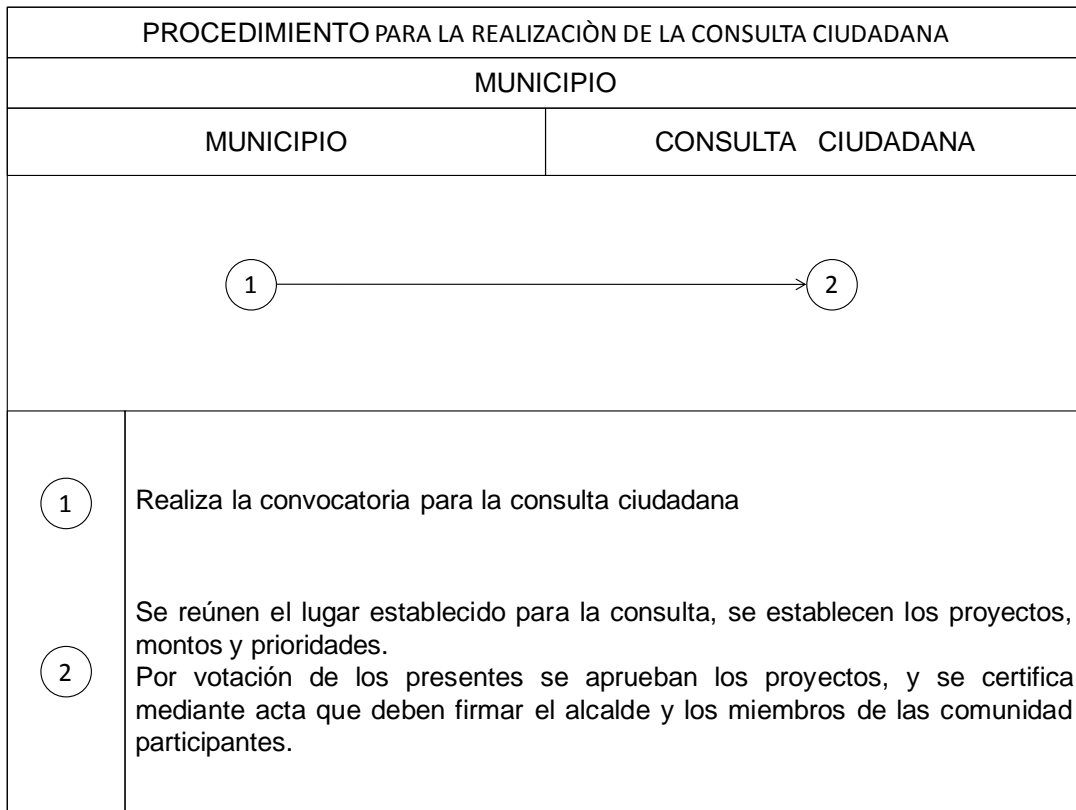 PROCEDIMIENTO PARA LA REALIZACIÒN DE LA CONSULTA CIUDADANA
MUNICIPIO
MUNICIPIO
CONSULTA CIUDADANA
1
2
1
Realiza la convocatoria para la consulta ciudadana
2
Se reúnen el lugar establecido para la consulta, se establecen los proyectos,
montos y prioridades.
Por votación de los presentes se aprueban los proyectos, y se certifica
mediante acta que deben firmar el alcalde y los miembros de las comunidad
participantes.